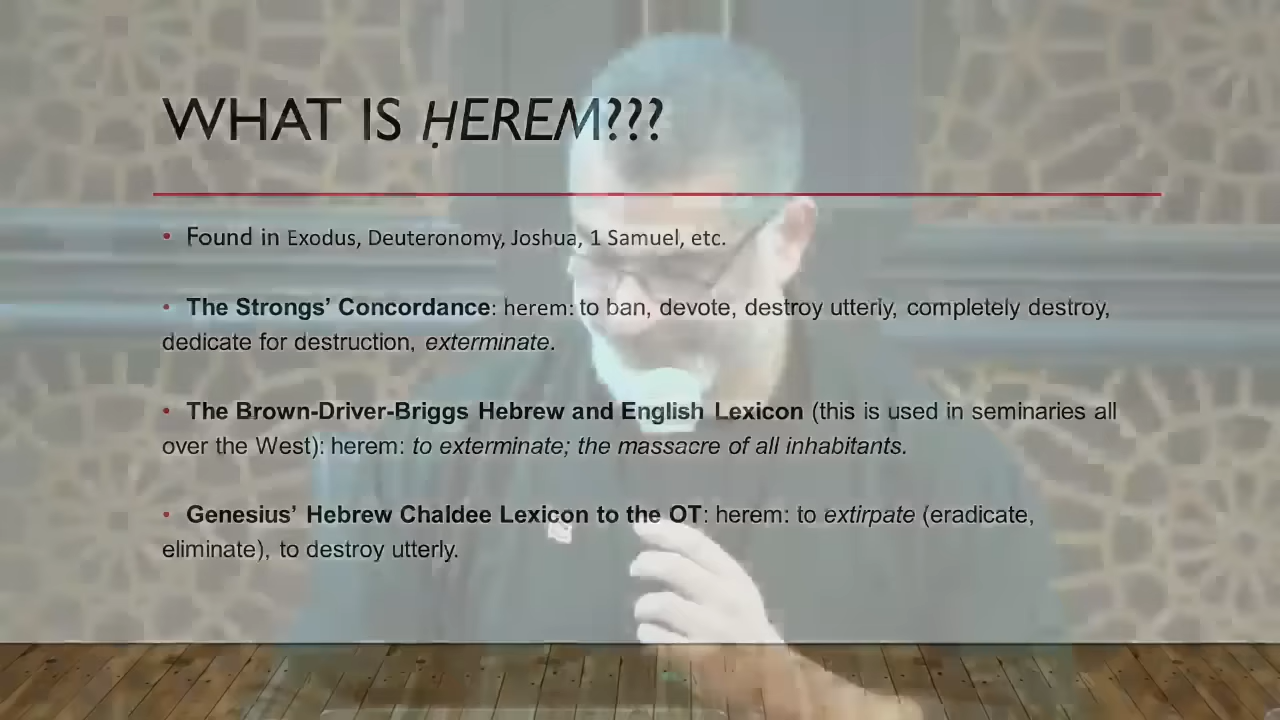 WHAT IS ḤEREM???
• Found in Exodus, Deuteronomy, Joshua, 1 Samuel, etc.
• The Strongs’ Concordance: herem: to ban, devote, destroy utterly, completely destroy,
dedicate for destruction, exterminate.
• The Brown-Driver-Briggs Hebrew and English Lexicon (this is used in seminaries all
over the West): herem: to exterminate; the massacre of all inhabitants.
• Genesius’ Hebrew Chaldee Lexicon to the OT: herem: to extirpate (eradicate,
eliminate), to destroy utterly.